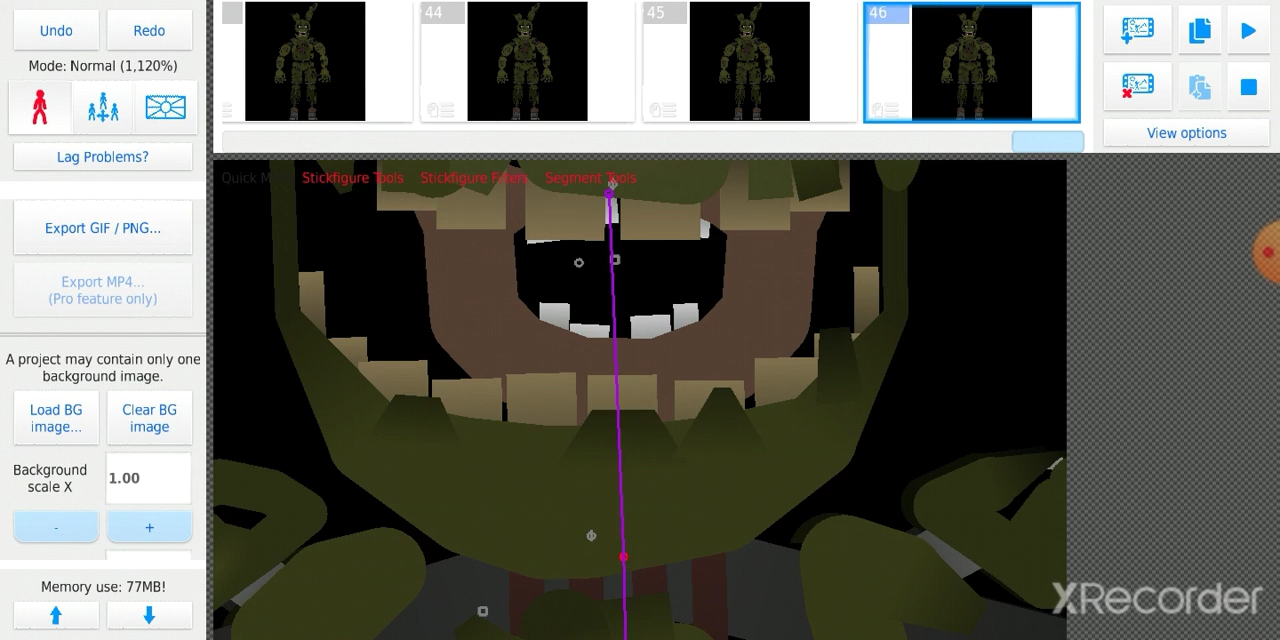 Undo
Redo
Mode: Normal (1,120%)
Lag Problems?
Export GIF / PNG...
Export MP4...
(Pro feature only)
A project may contain only one
background image.
Load BG
image...
Clear BG
image
Background
scale X
1.00
-
+
Memory use: 77MB!
44
45
46
View options
Quick M
Stickfigure Tools
Stickfigure Filters
Segment Tools
XRecorder